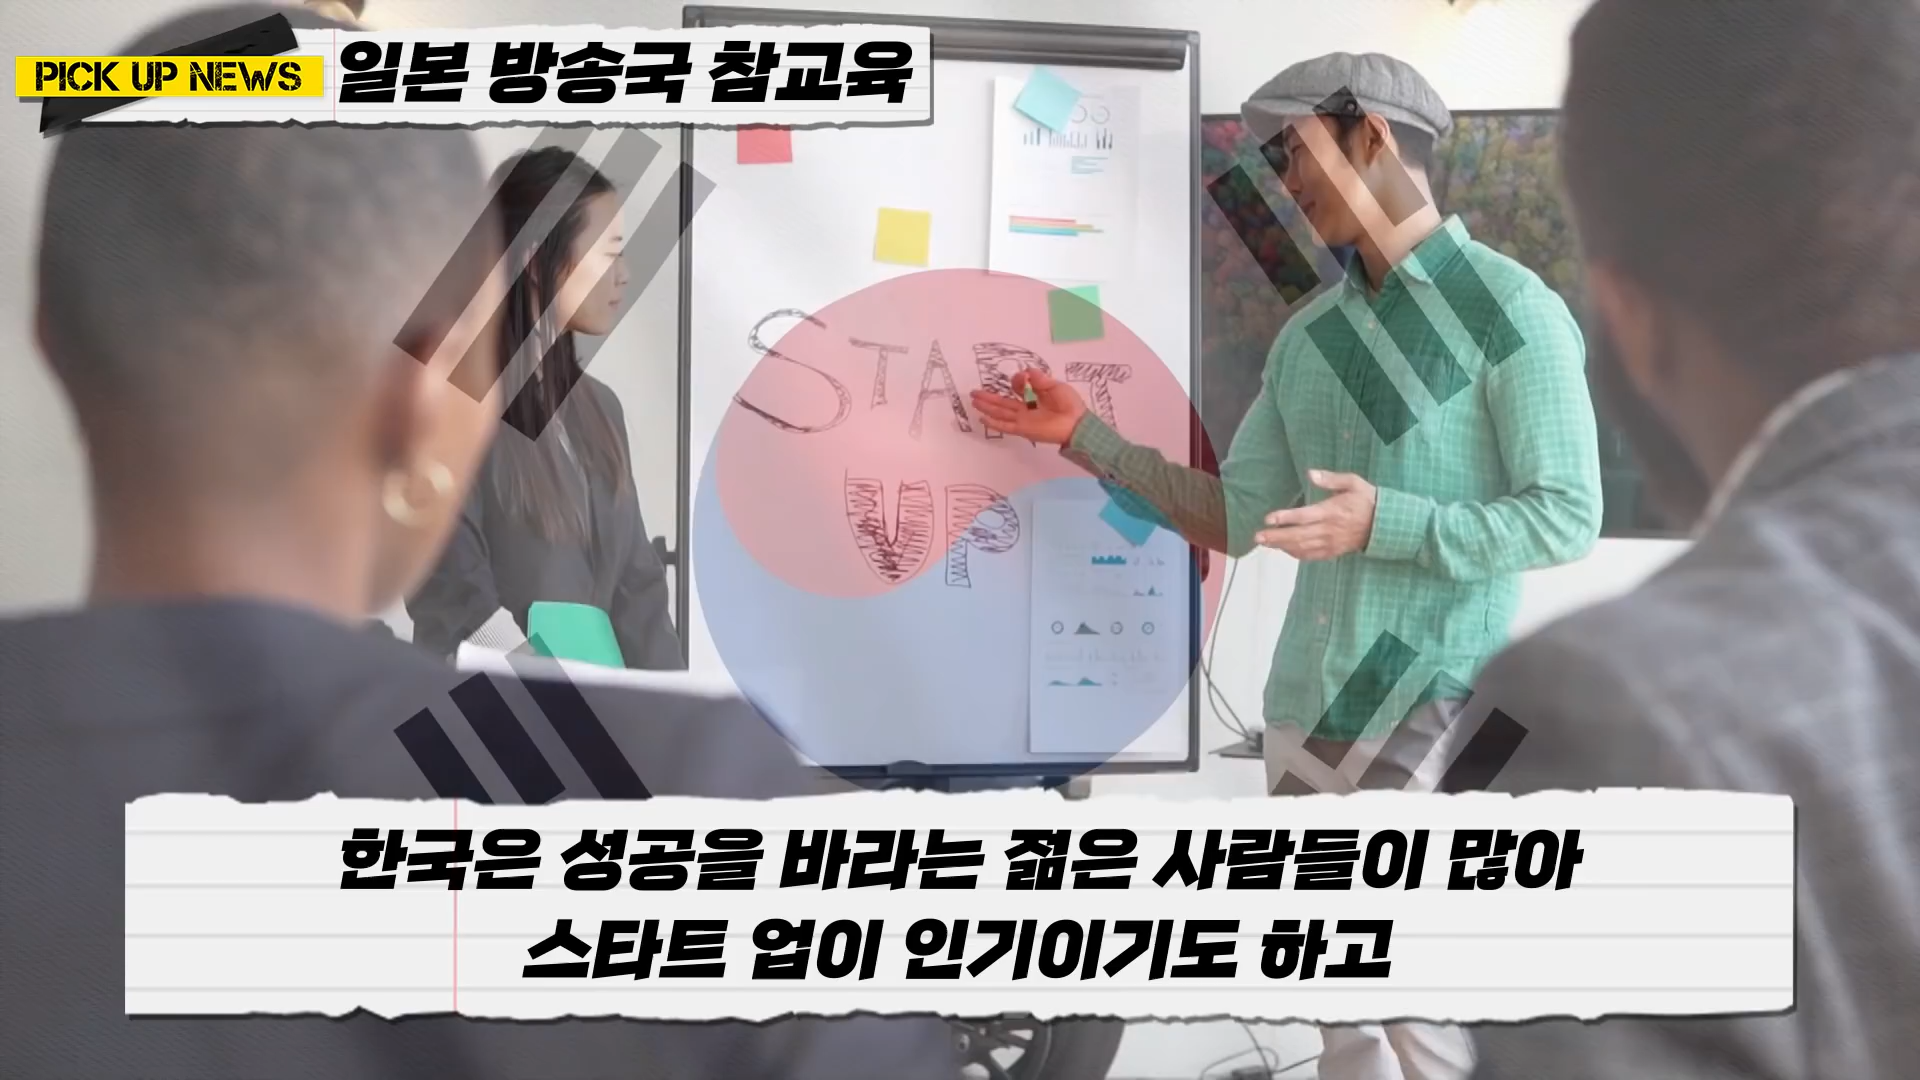 PICK UP NEWS
일본 방송국 참교육
START
UP
한국은 성공을 바라는 젊은 사람들이 많아
스타트 업이 인기이기도 하고